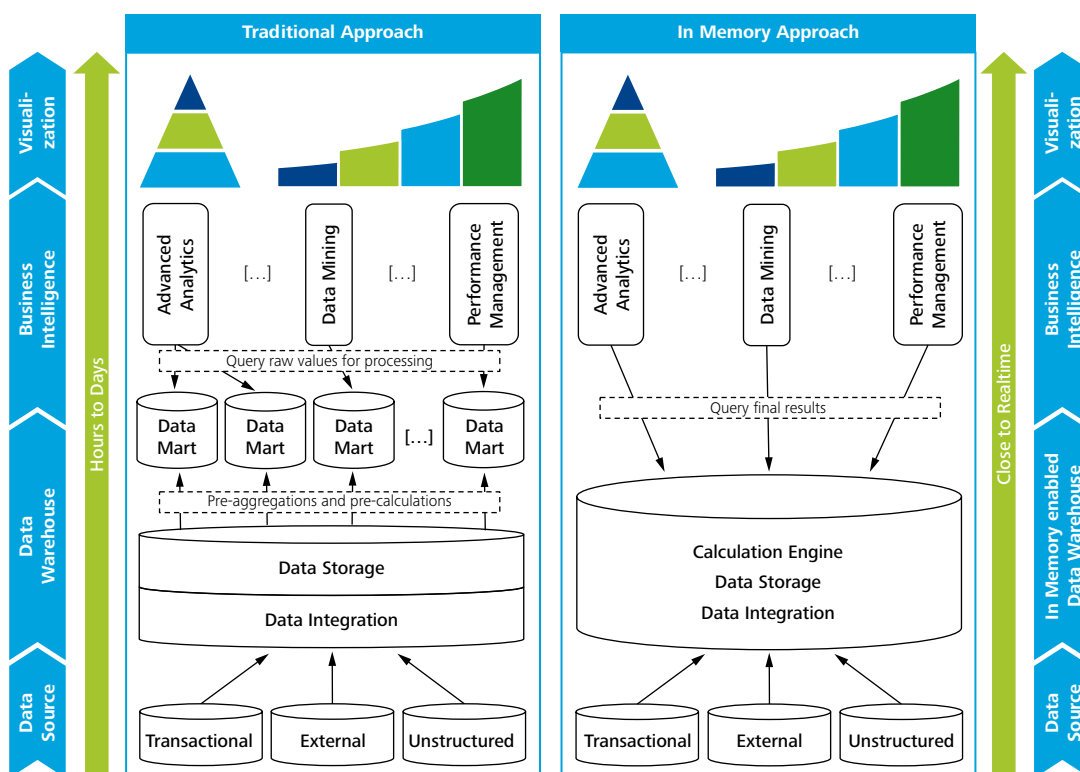 Traditional Approach
Visuali-
zation
Business
Intelligence
Data
Warehouse
Data
Source
Hours to Days
Advanced
Analytics
[…]
Data Mining
[…]
Performance
Management
Query raw values for processing
Data
Mart
Data
Mart
Data
Mart
[…]
Data
Mart
Pre-aggregations and pre-calculations
Data Storage
Data Integration
Transactional
External
Unstructured
In Memory Approach
Advanced
Analytics
[…]
Data Mining
[…]
Performance
Management
Query final results
Calculation Engine
Data Storage
Data Integration
Transactional
External
Unstructured
Close to Realtime
Visuali-
zation
Business
Intelligence
In Memory enabled
Data Warehouse
Data
Source